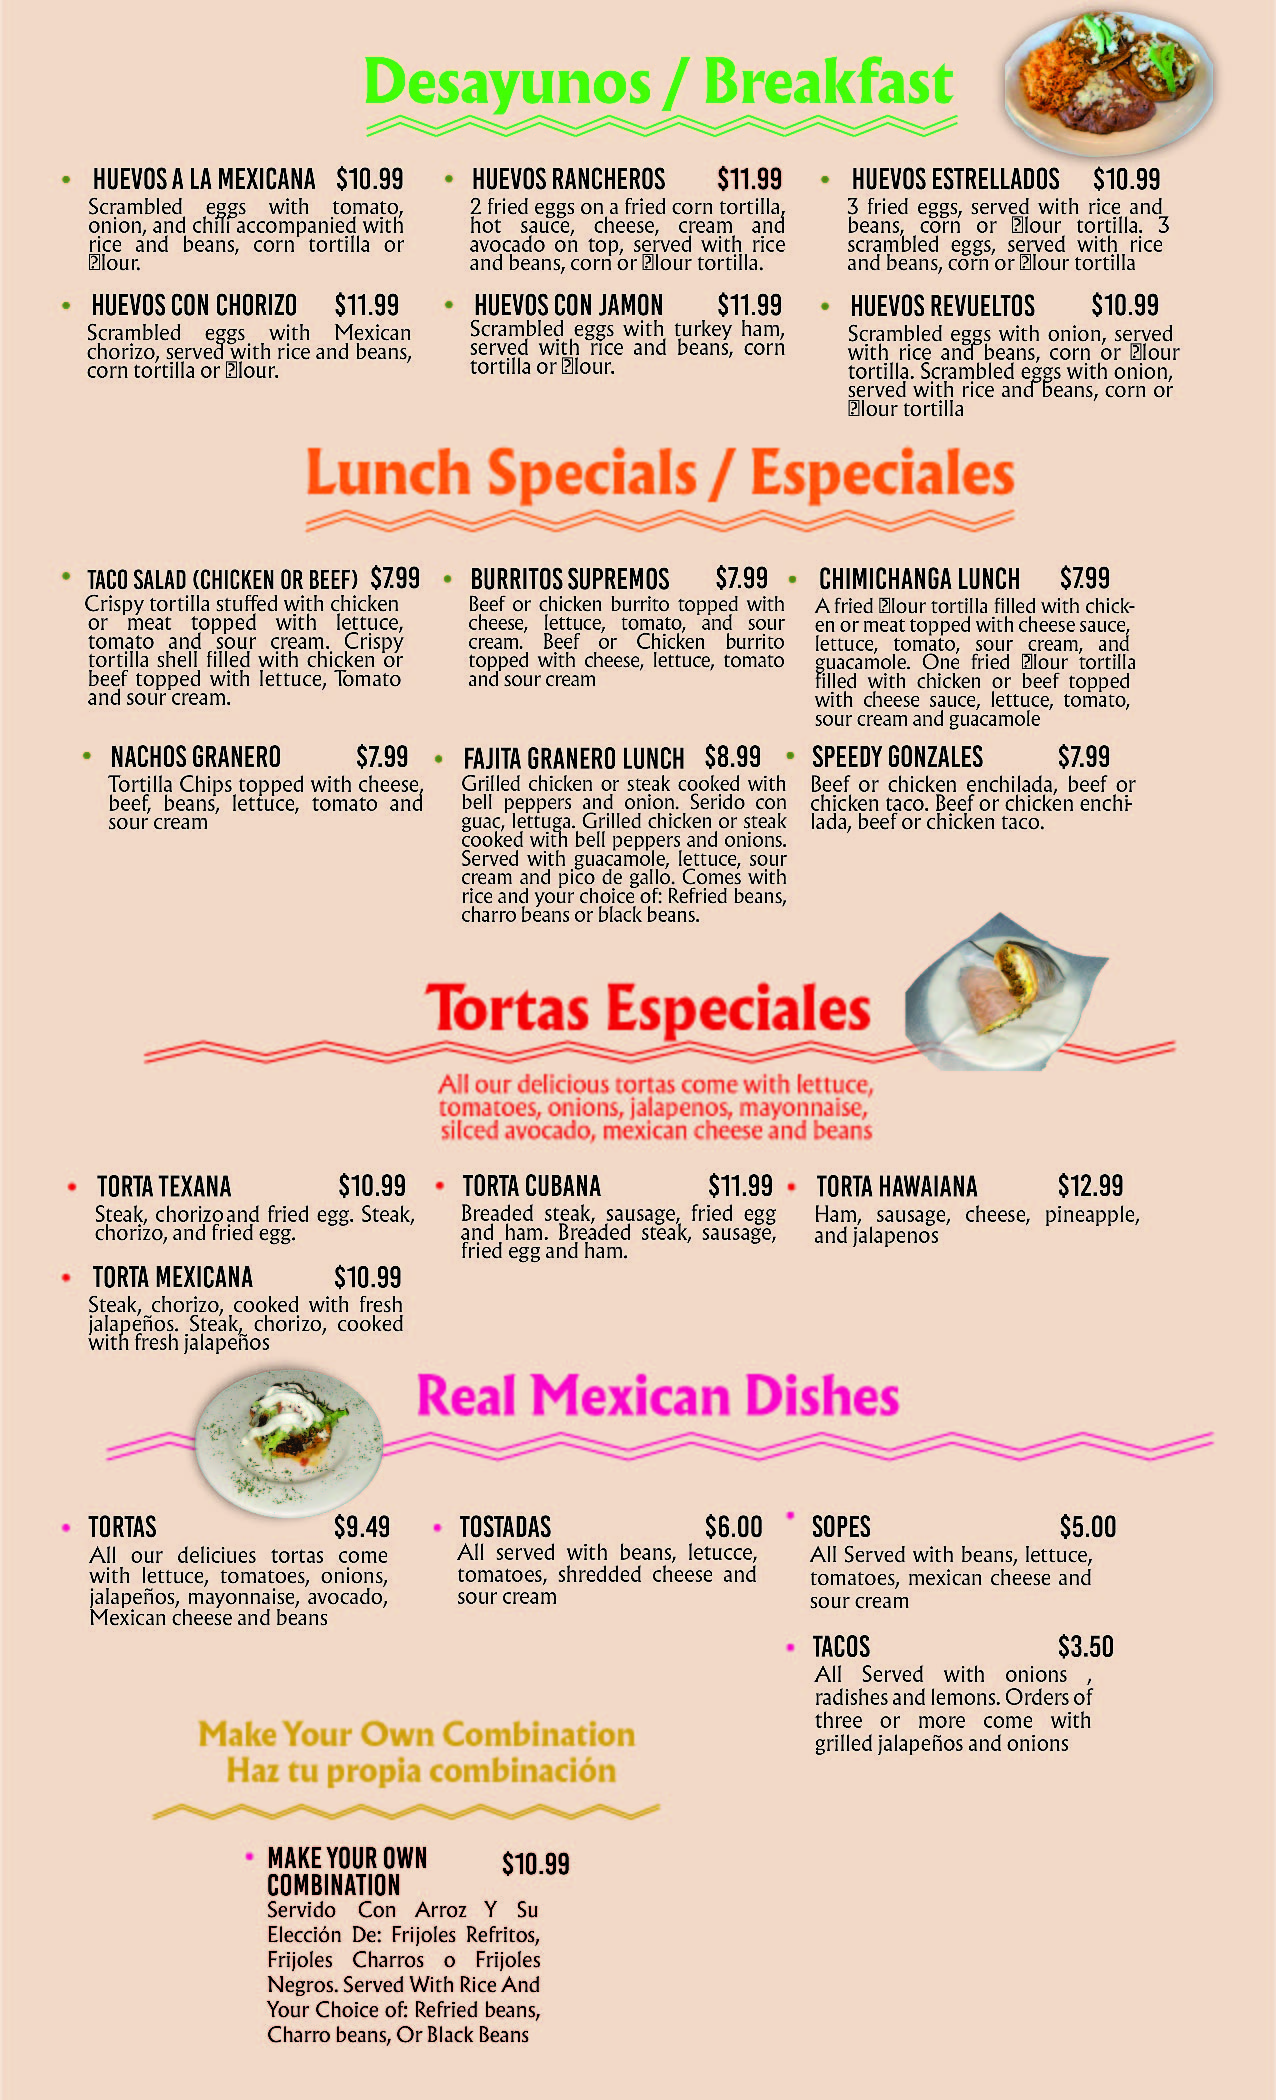 Desayunos / Breakfast
HUEVOS A LA MEXICANA $10.99
Scrambled eggs with tomato,
onion, and chili accompanied with
rice and beans, corn tortilla or
�lour.
HUEVOS RANCHEROS $11.99
2 fried eggs on a fried corn tortilla,
hot sauce, cheese, cream and
avocado on top, served with rice
and beans, corn or �lour tortilla.
HUEVOS ESTRELLADOS $10.99
3 fried eggs, served with rice and
beans, corn or �lour tortilla. 3
scrambled eggs, served with rice
and beans, corn or �lour tortilla
HUEVOS CON CHORIZO $11.99
Scrambled eggs with Mexican
chorizo, served with rice and beans,
corn tortilla or �lour.
HUEVOS CON JAMON $11.99
Scrambled eggs with turkey ham,
served with rice and beans, corn
tortilla or �lour.
HUEVOS REVUELTOS $10.99
Scrambled eggs with onion, served
with rice and beans, corn or �lour
tortilla. Scrambled eggs with onion,
served with rice and beans, corn or
�lour tortilla
Lunch Specials / Especiales
TACO SALAD (CHICKEN OR BEEF) $7.99
Crispy tortilla stuffed with chicken
or meat topped with lettuce,
tomato and sour cream. Crispy
tortilla shell filled with chicken or
beef topped with lettuce, Tomato
and sour cream.
BURRITOS SUPREMOS $7.99
Beef or chicken burrito topped with
cheese, lettuce, tomato, and sour
cream. Beef or Chicken burrito
topped with cheese, lettuce, tomato
and sour cream
CHIMICHANGA LUNCH $7.99
A fried �lour tortilla filled with chick-
en or meat topped with cheese sauce,
lettuce, tomato, sour cream, and
guacamole. One fried �lour tortilla
filled with chicken or beef topped
with cheese sauce, lettuce, tomato,
sour cream and guacamole
NACHOS GRANERO $7.99
Tortilla Chips topped with cheese,
beef, beans, lettuce, tomato and
sour cream
FAJITA GRANERO LUNCH $8.99
Grilled chicken or steak cooked with
bell peppers and onion. Serido con
guac, lettuga. Grilled chicken or steak
cooked with bell peppers and onions.
Served with guacamole, lettuce, sour
cream and pico de gallo. Comes with
rice and your choice of: Refried beans,
charro beans or black beans.
SPEEDY GONZALES $7.99
Beef or chicken enchilada, beef or
chicken taco. Beef or chicken enchi-
lada, beef or chicken taco.
Tortas Especiales
All our delicious tortas come with lettuce,
tomatoes, onions, jalapenos, mayonnaise,
silced avocado, mexican cheese and beans
TORTA TEXANA $10.99
Steak, chorizo and fried egg. Steak,
chorizo, and fried egg.
TORTA CUBANA $11.99
Breaded steak, sausage, fried egg
and ham. Breaded steak, sausage,
fried egg and ham.
TORTA HAWAIANA $12.99
Ham, sausage, cheese, pineapple,
and jalapenos
TORTA MEXICANA $10.99
Steak, chorizo, cooked with fresh
jalapeños. Steak, chorizo, cooked
with fresh jalapeños
Real Mexican Dishes
TORTAS $9.49
All our deliciues tortas come
with lettuce, tomatoes, onions,
jalapeños, mayonnaise, avocado,
Mexican cheese and beans
TOSTADAS $6.00
All served with beans, letucce,
tomatoes, shredded cheese and
sour cream
SOPES $5.00
All Served with beans, lettuce,
tomatoes, mexican cheese and
sour cream
TACOS $3.50
All Served with onions ,
radishes and lemons. Orders of
three or more come with
grilled jalapeños and onions
Make Your Own Combination
Haz tu propia combinación
MAKE YOUR OWN $10.99
COMBINATION
Servido Con Arroz Y Su
Elección De: Frijoles Refritos,
Frijoles Charros o Frijoles
Negros. Served With Rice And
Your Choice of: Refried beans,
Charro beans, Or Black Beans